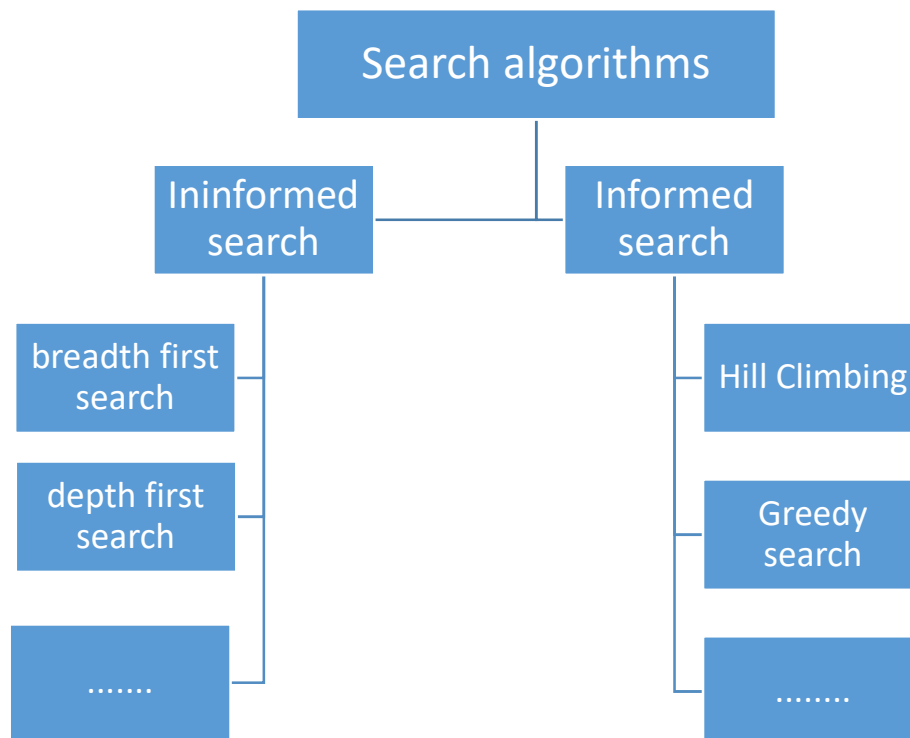 Search algorithms
Ininformed
search
Informed
search
breadth first
search
Hill Climbing
depth first
search
Greedy
search
.......
........